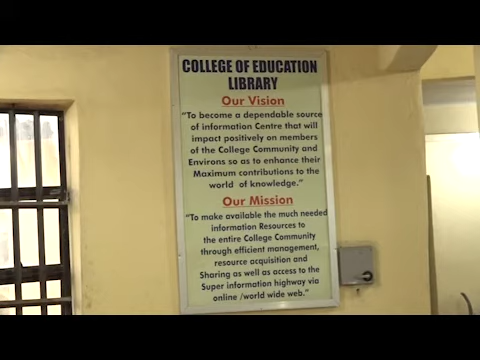 COLLEGE OF EDUCATION
LIBRARY
Our Vision
"To become a dependable source
of information Centre that will
impact positively on members
of the College Community and
Environs so as to enhance their
Maximum contributions to the
world of knowledge."
Our Mission
"To make available the much needed
information Resources to
the entire College Community
through efficient management,
resource acquisition and
Sharing as well as access to the
Super information highway via
online /world wide web."